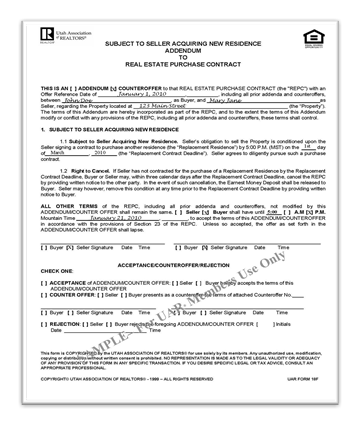 Utah Association
of REALTORS®
REALTOR®
EQUAL HOUSING
OPPORTUNITY
SUBJECT TO SELLER ACQUIRING NEW RESIDENCE
ADDENDUM
TO
REAL ESTATE PURCHASE CONTRACT
THIS IS AN [ ] ADDENDUM [X] COUNTEROFFER to that REAL ESTATE PURCHASE CONTRACT (the "REPC") with an
Offer Reference Date of January 1, 2010, including all prior addenda and counteroffers,
between John Doe as Buyer, and Mary Jane as
Seller, regarding the Property located at 123 Main Street (the "Property").
The terms of this Addendum are hereby incorporated as part of the REPC, and to the extent the terms of this Addendum
modify or conflict with any provisions of the REPC, including all prior addenda and counteroffers, these terms shall control.
1. SUBJECT TO SELLER ACQUIRING NEW RESIDENCE
1.1 Subject to Seller Acquiring New Residence. Seller's obligation to sell the Property is conditioned upon the
Seller signing a contract to purchase another residence (the "Replacement Residence") by 5:00 P.M. (MST) on the day
of March, 2010 (the "Replacement Contract Deadline"). Seller agrees to diligently pursue such a purchase
contract.
1.2 Right to Cancel. If Seller has not contracted for the purchase of a Replacement Residence by the Replacement
Contract Deadline, Buyer or Seller may, within three calendar days after the Replacement Contract Deadline, cancel the REPC
by providing written notice to the other party. In the event of such cancellation, the Earnest Money Deposit shall be released to
Buyer. Seller may, however, remove this condition at any time prior to the Replacement Contract Deadline by providing written
notice to Buyer.
ALL OTHER TERMS of the REPC, including all prior addenda and counteroffers, not modified by this
ADDENDUM/COUNTEROFFER shall remain the same. [ ] Seller [X] Buyer shall have until 5:00 [ ] A.M [X] P.M.
Mountain Time January 21, 2010, to accept the terms of this ADDENDUM/COUNTEROFFER
in accordance with the provisions of Section 23 of the REPC. Unless so accepted, the offer as set forth in the
ADDENDUM/COUNTEROFFER shall lapse.
[ ] Buyer [X] Seller Signature Date Time [ ] Buyer [X] Seller Signature Date Time
ACCEPTANCE/COUNTEROFFER/REJECTION
CHECK ONE:
[ ] ACCEPTANCE of ADDENDUM/COUNTEROFFER: [ ] Seller [ ] Buyer hereby accepts the terms of this
ADDENDUM/COUNTEROFFER
[ ] COUNTER OFFER: [ ] Seller [ ] Buyer presents as a counteroffer the terms of attached Counteroffer No
[ ] Buyer [ ] Seller Signature Date Time [ ] Buyer [ ] Seller Signature Date Time
[ ] REJECTION: [ ] Seller [ ] Buyer rejects the foregoing ADDENDUM/COUNTER OFFER: [ ] Initials
Date Time
SAMPLE - For UAR Members Use Only
This form is COPYRIGHTED by the UTAH ASSOCIATION OF REALTORS® for use solely by its members. Any unauthorized use, modification,
copying or distribution without written consent is prohibited. NO REPRESENTATION IS MADE AS TO THE LEGAL VALIDITY OR ADEQUACY
OF ANY PROVISION OF THIS FORM IN ANY SPECIFIC TRANSACTION. IF YOU DESIRE SPECIFIC LEGAL OR TAX ADVICE, CONSULT AN
APPROPRIATE PROFESSIONAL.
COPYRIGHT© UTAH ASSOCIATION OF REALTORS® - 1999 – ALL RIGHTS RESERVED UAR FORM 18F